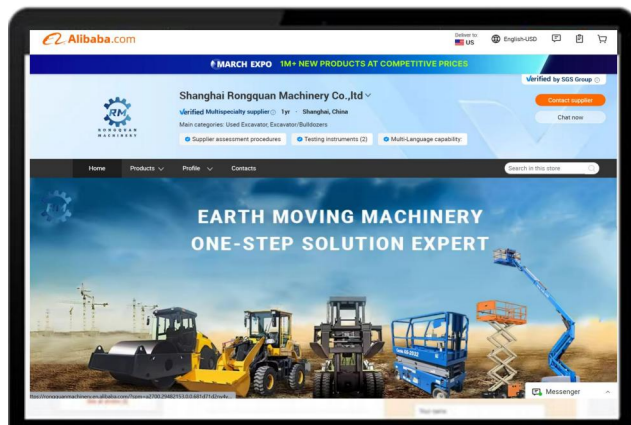 Alibaba.com
Deliver to:
US
English-USD
MARCH EXPO 1M+ NEW PRODUCTS AT COMPETITIVE PRICES
Verified by SGS Group
Shanghai Rongquan Machinery Co.,ltd
Verified Multispecialty supplier 1yr · Shanghai, China
Main categories: Used Excavator, Excavator/Bulldozers
Supplier assessment procedures
Testing instruments (2)
Multi-Language capability:
Contact supplier
Chat now
RM
RONGQUAN
MACHINERY
Home
Products
Profile
Contacts
Search in this store
EARTH MOVING MACHINERY
ONE-STEP SOLUTION EXPERT
Messenger
Your name